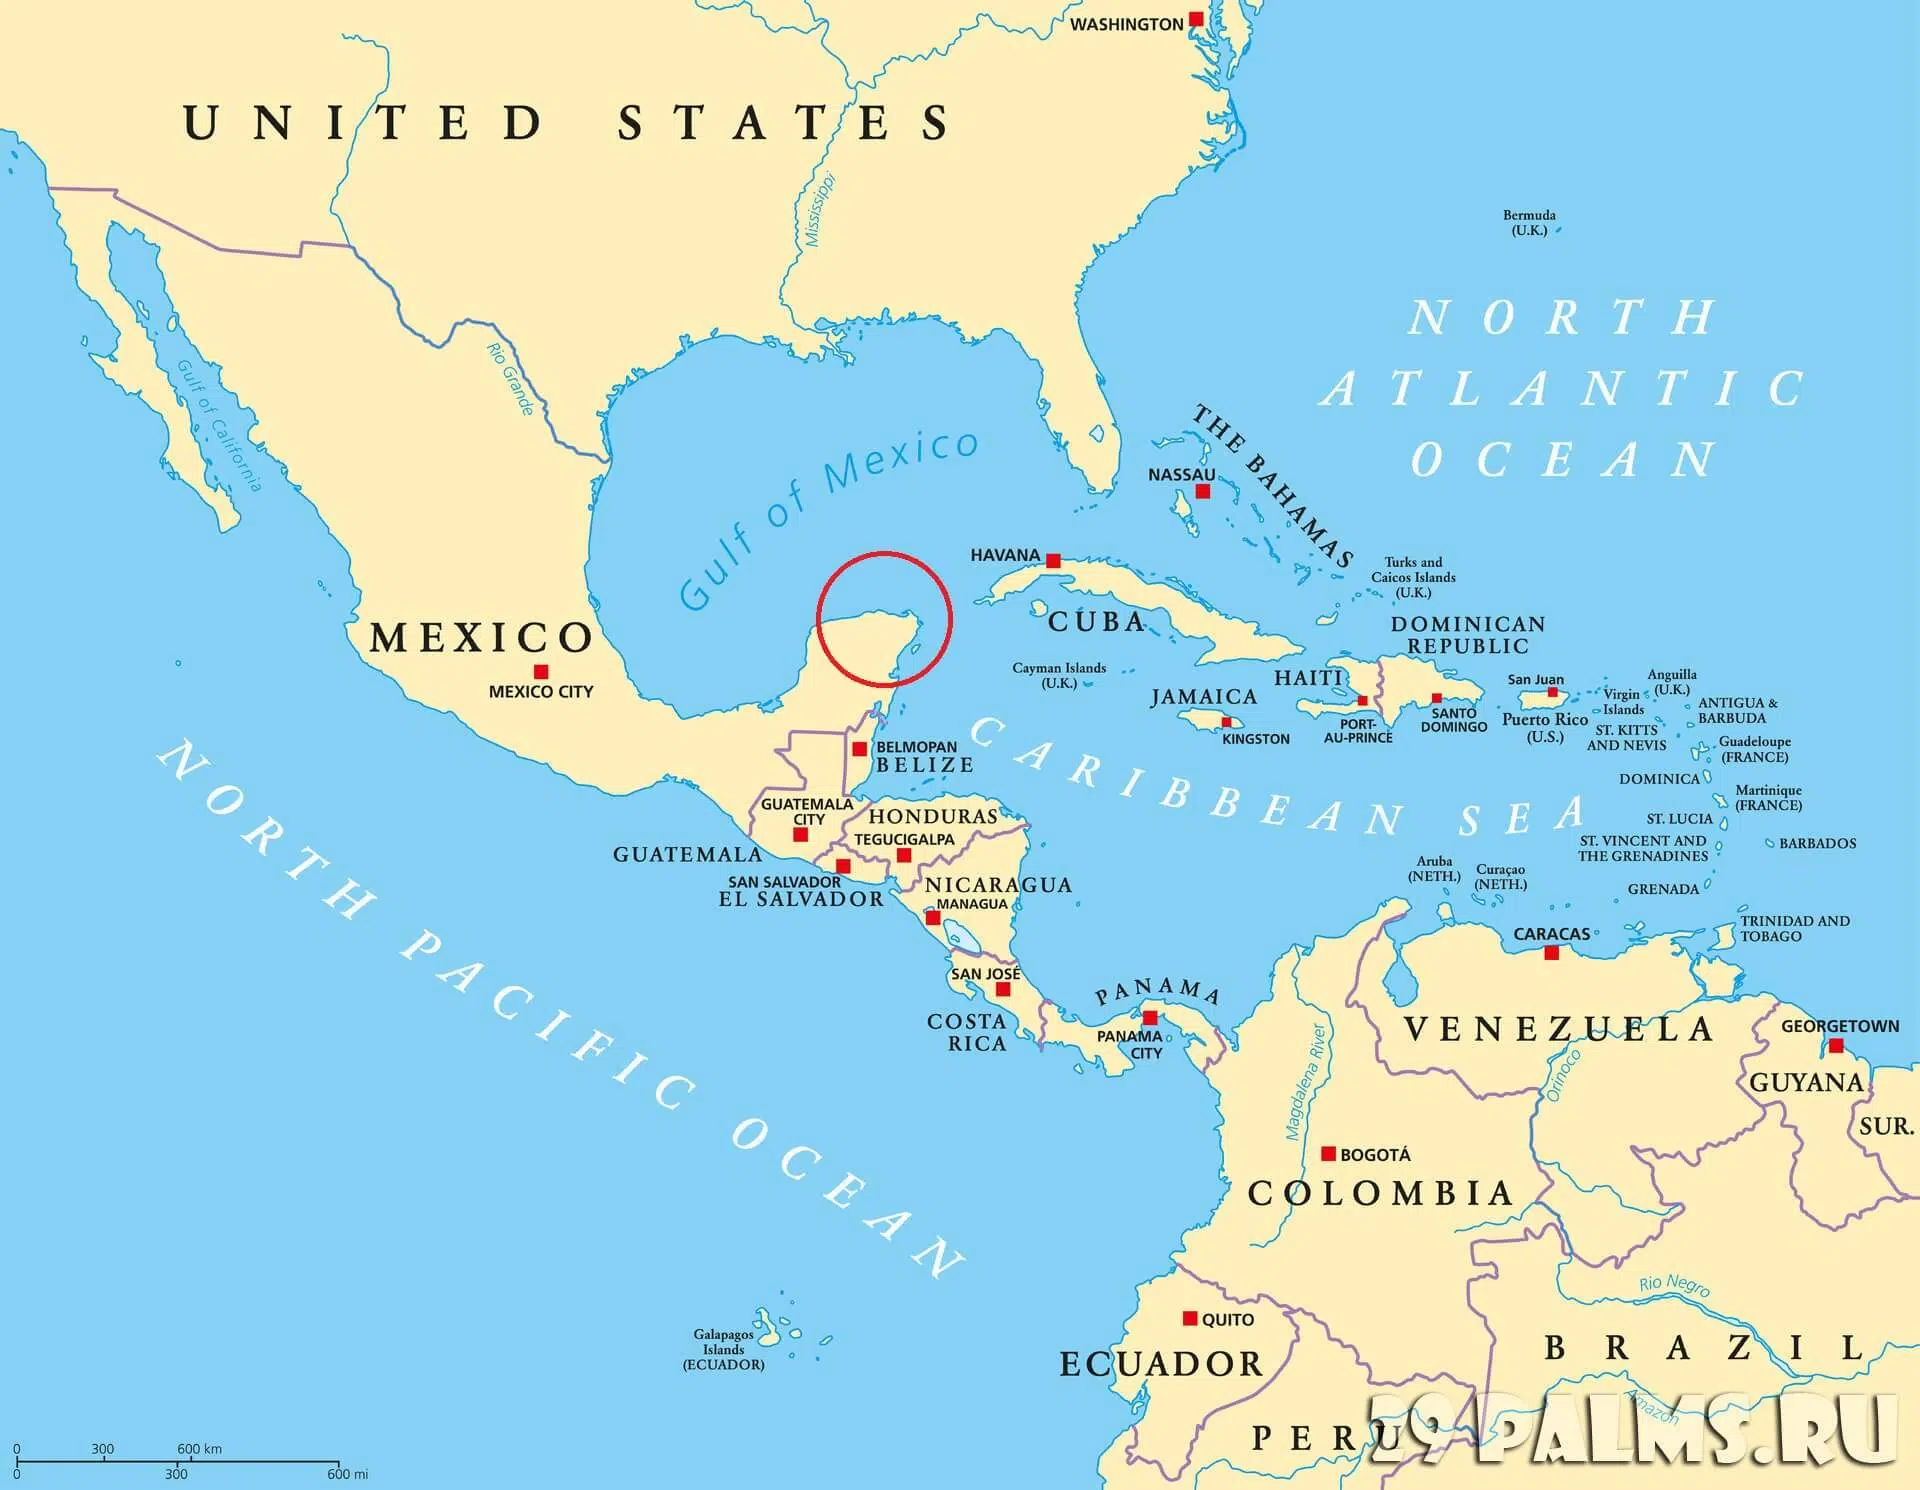 WASHINGTON
UNITED STATES
Mississippi
Bermuda
(U.K.)
NORTH
ATLANTIC
OCEAN
Rio Grande
Gulf of California
Gulf of Mexico
THE BAHAMAS
NASSAU
HAVANA
CUBA
Turks and
Caicos Islands
(U.K.)
MEXICO
MEXICO CITY
DOMINICAN
REPUBLIC
Cayman Islands
(U.K.)
HAITI
JAMAICA
KINGSTON
PORT-
AU-PRINCE
SANTO
DOMINGO
San Juan
Puerto Rico
(U.S.)
Virgin
Islands
Anguilla
(U.K.)
ST. KITTS
AND NEVIS
ANTIGUA &
BARBUDA
Guadeloupe
(FRANCE)
DOMINICA
Martinique
(FRANCE)
ST. LUCIA
ST. VINCENT AND
THE GRENADINES
BARBADOS
GRENADA
TRINIDAD AND
TOBAGO
CARIBBEAN SEA
BELMOPAN
BELIZE
GUATEMALA
CITY
GUATEMALA
HONDURAS
TEGUCIGALPA
SAN SALVADOR
EL SALVADOR
NICARAGUA
MANAGUA
SAN JOSÉ
COSTA
RICA
PANAMA
PANAMA
CITY
Aruba
(NETH.)
Curaçao
(NETH.)
CARACAS
VENEZUELA
Orinoco
GEORGETOWN
GUYANA
SUR.
Magdalena River
BOGOTÁ
COLOMBIA
NORTH PACIFIC OCEAN
Galapagos
Islands
(ECUADOR)
QUITO
ECUADOR
Rio Negro
BRAZIL
Amazon
PERU
29PALMS.RU
0 300 600 km
0 300 600 mi